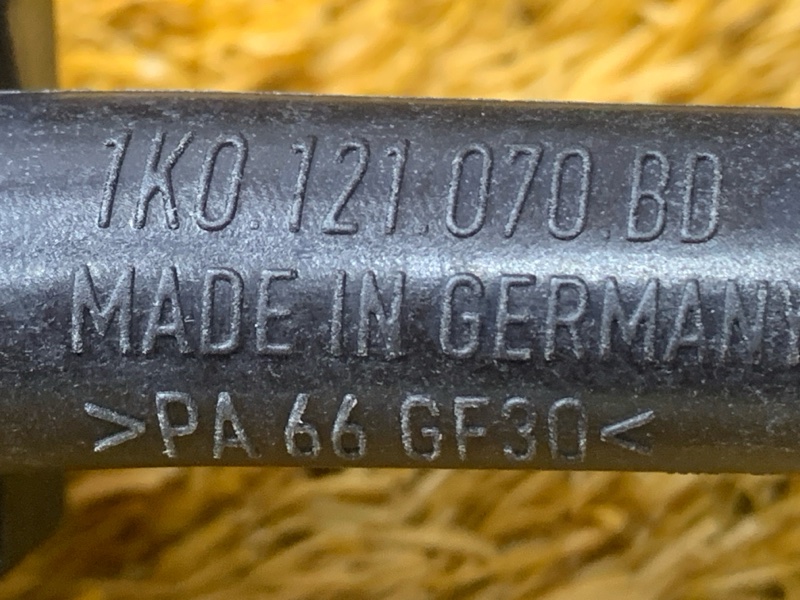 1K0.121.070.BD
MADE IN GERMANY
>PA 66 GF30<